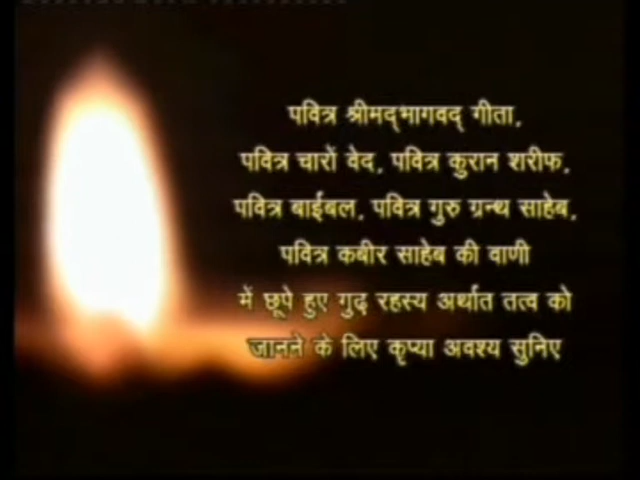 पवित्र श्रीमद्भागवद् गीता,
पवित्र चारों वेद, पवित्र कुरान शरीफ,
पवित्र बाईबल, पवित्र गुरु ग्रन्थ साहेब,
पवित्र कबीर साहेब की वाणी
में छूपे हुए गुढ़ रहस्य अर्थात तत्व को
जानने के लिए कृप्या अवश्य सुनिए